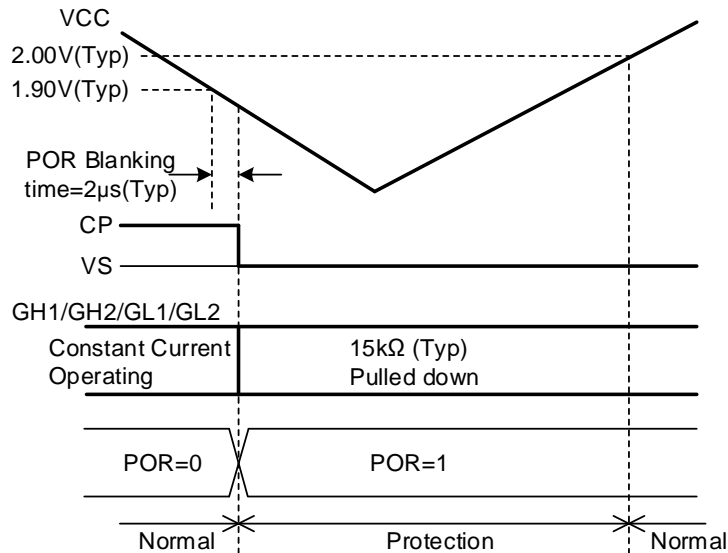 VCC
2.00V(Typ)
1.90V(Typ)
POR Blanking
time=2μs(Typ)
CP
VS
GH1/GH2/GL1/GL2
Constant Current
Operating
15kΩ (Typ)
Pulled down
POR=0
POR=1
Normal
Protection
Normal